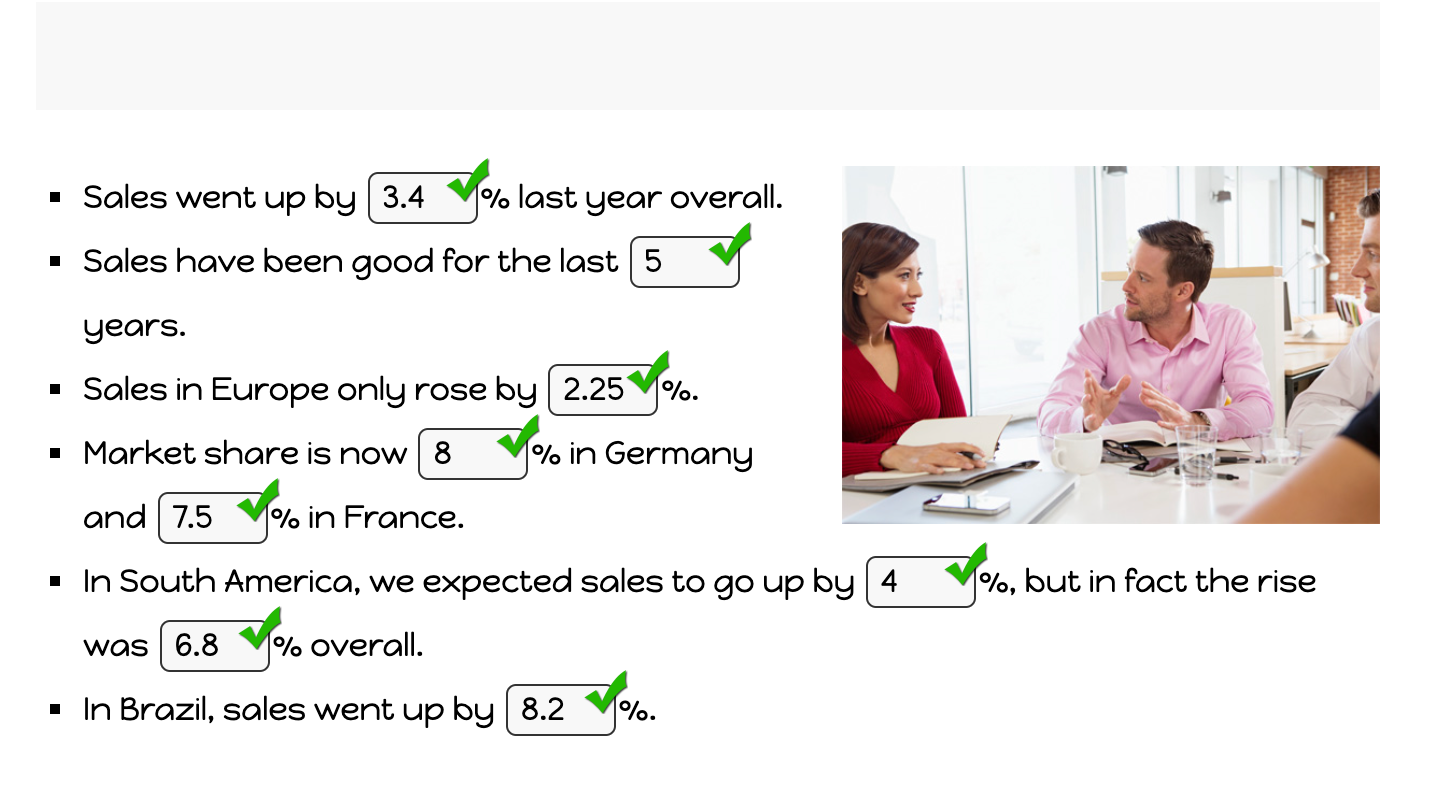 ▪ Sales went up by 3.4 % last year overall.
▪ Sales have been good for the last 5
years.
▪ Sales in Europe only rose by 2.25 %.
▪ Market share is now 8 % in Germany
and 7.5 % in France.
▪ In South America, we expected sales to go up by 4 %, but in fact the rise
was 6.8 % overall.
▪ In Brazil, sales went up by 8.2 %.